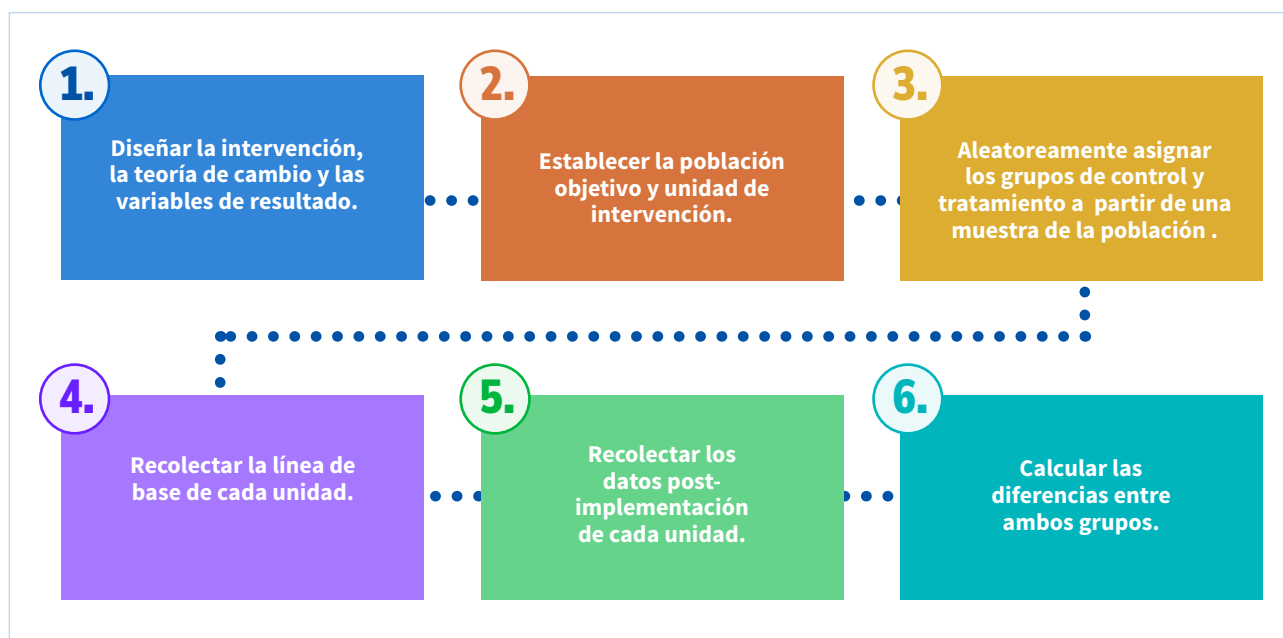 1.
Diseñar la intervención,
la teoría de cambio y las
variables de resultado.
2.
Establecer la población
objetivo y unidad de
intervención.
3.
Aleatoreamente asignar
los grupos de control y
tratamiento a  partir de una
muestra de la población .
4.
Recolectar la línea de
base de cada unidad.
5.
Recolectar los
datos post-
implementación
de cada unidad.
6.
Calcular las
diferencias entre
ambos grupos.